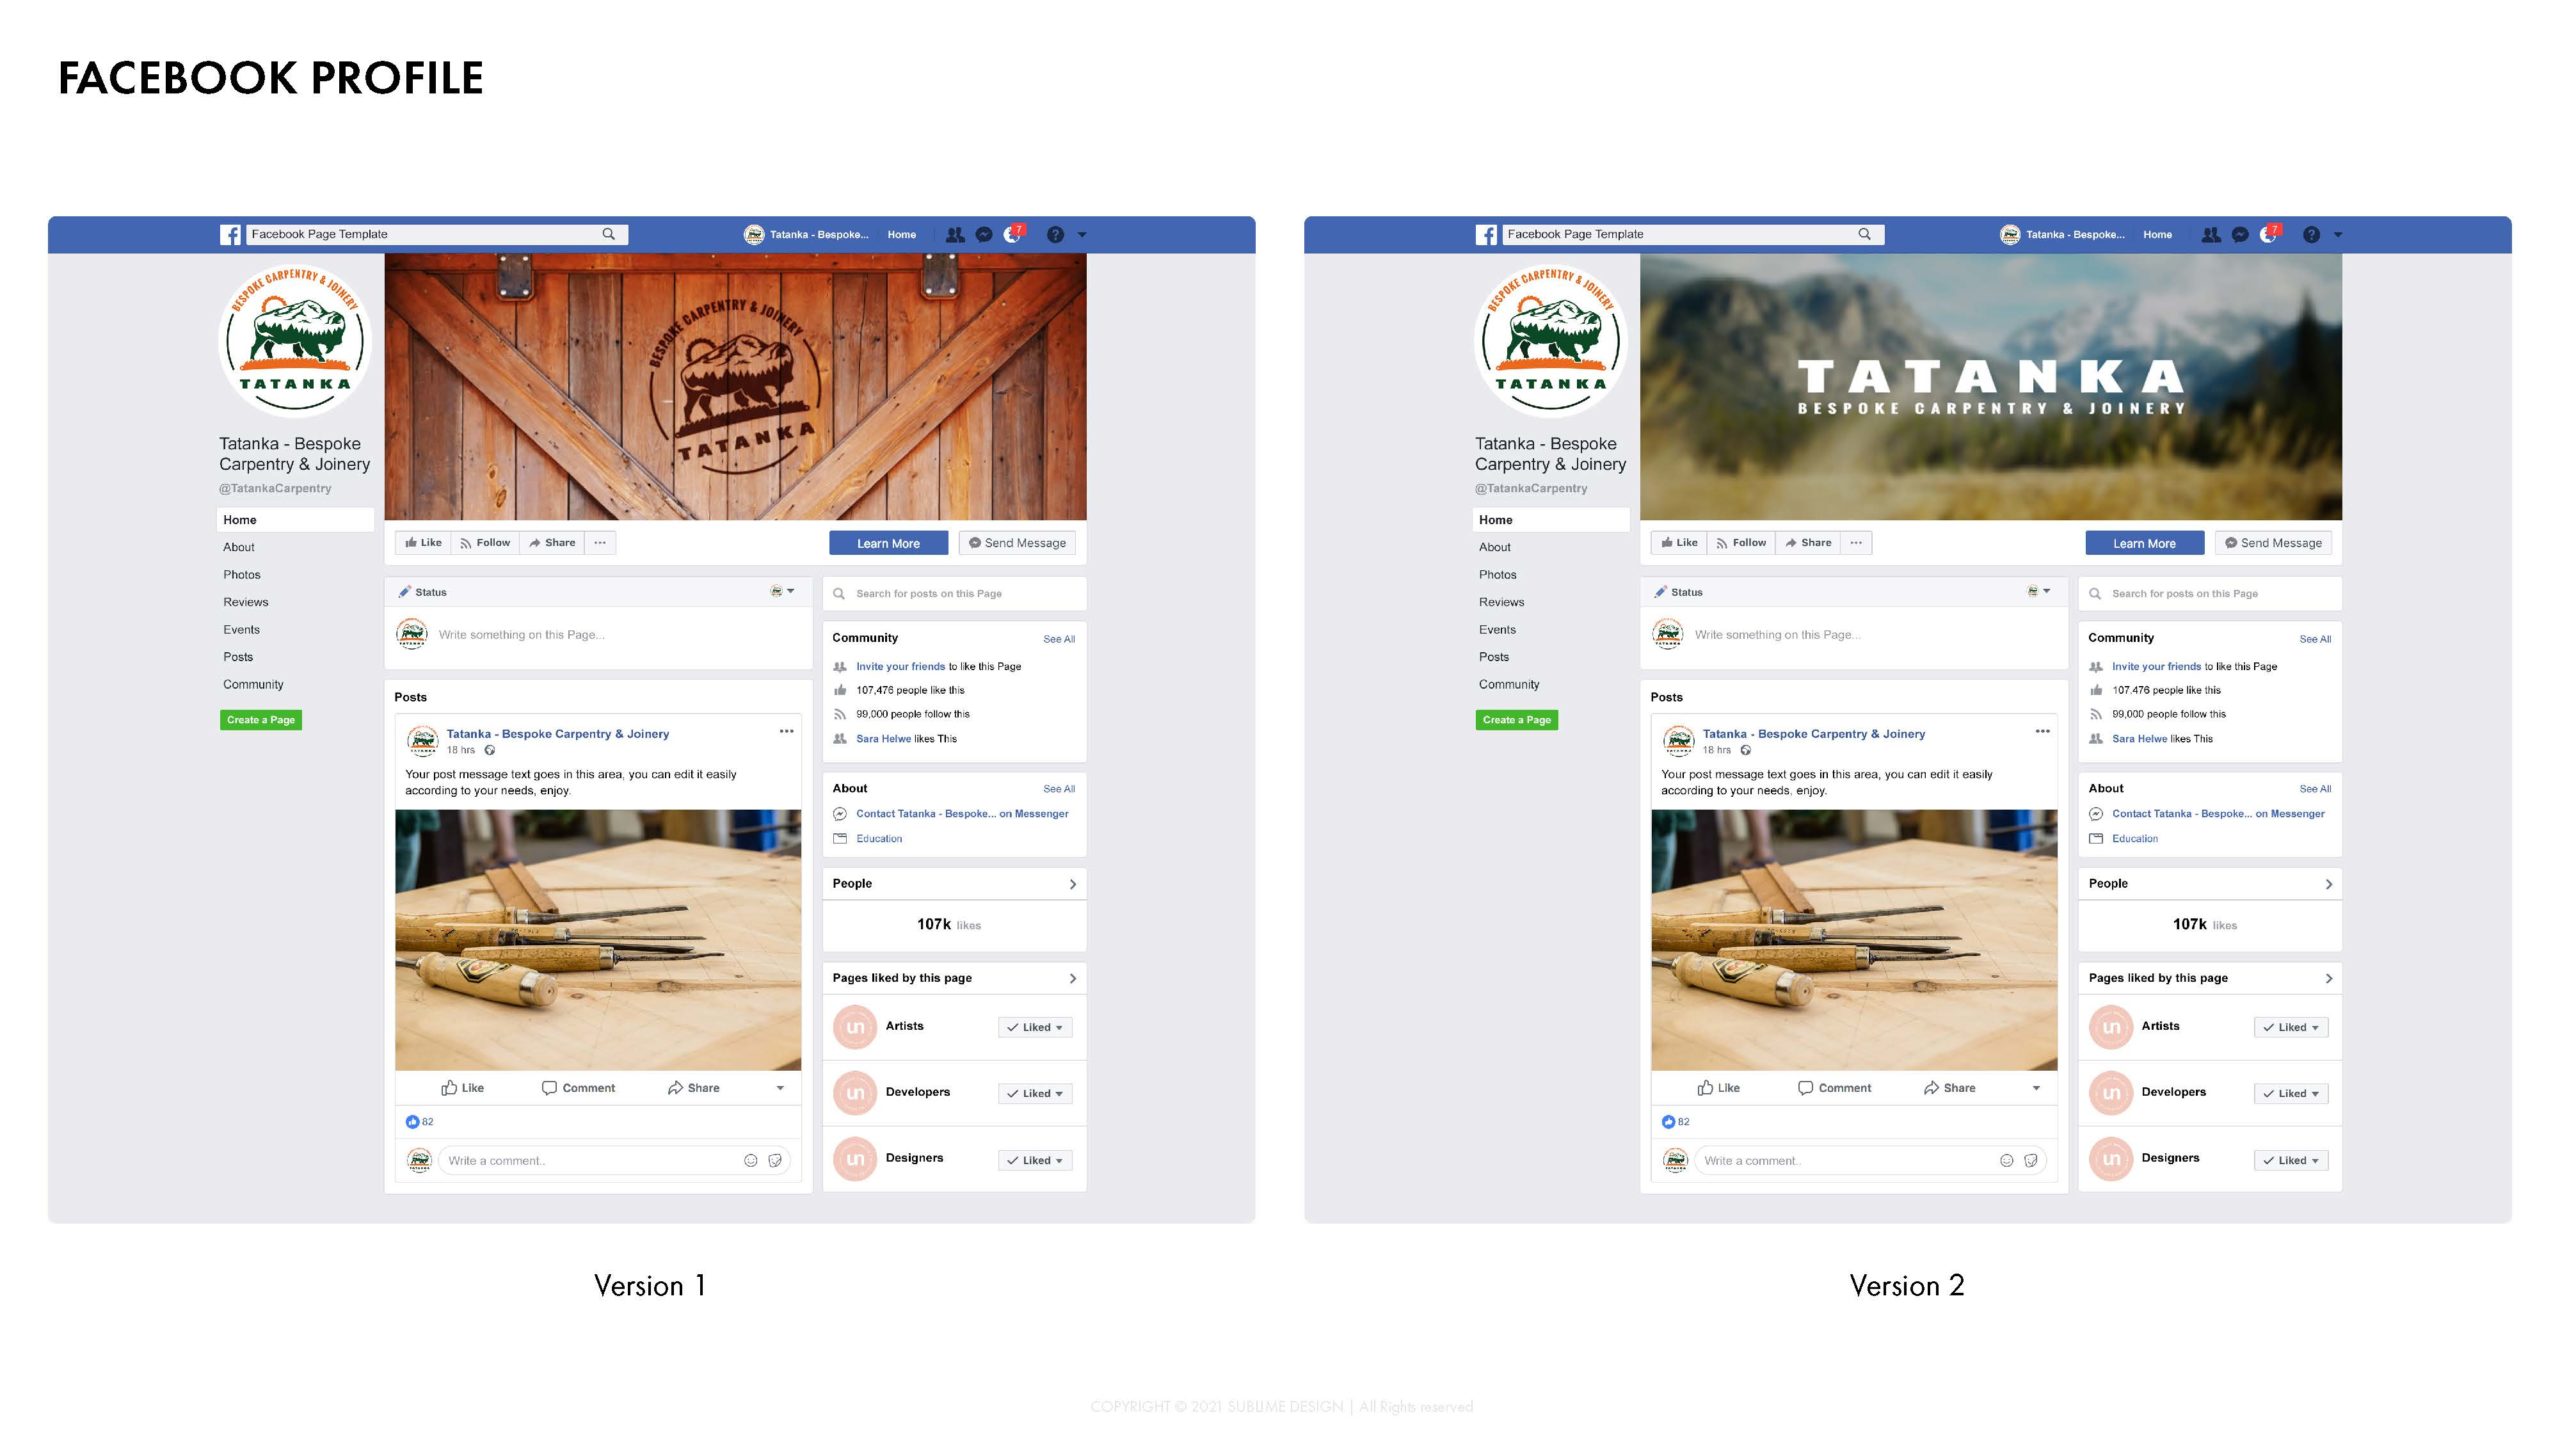 FACEBOOK PROFILE
Facebook Page Template
Tatanka - Bespoke...
Home
7
BESPOKE CARPENTRY & JOINERY
TATANKA
Tatanka - Bespoke
Carpentry & Joinery
@TatankaCarpentry
Home
About
Photos
Reviews
Events
Posts
Community
Create a Page
BESPOKE CARPENTRY & JOINERY
TATANKA
Like
Follow
Share
Learn More
Send Message
Status
Write something on this Page...
Posts
Tatanka - Bespoke Carpentry & Joinery
18 hrs
Your post message text goes in this area, you can edit it easily
according to your needs, enjoy.
Like
Comment
Share
82
Write a comment..
Search for posts on this Page
Community
See All
Invite your friends to like this Page
107,476 people like this
99,000 people follow this
Sara Helwe likes This
About
See All
Contact Tatanka - Bespoke... on Messenger
Education
People
107k likes
Pages liked by this page
un
Artists
Liked
un
Developers
Liked
un
Designers
Liked
Version 1
Facebook Page Template
Tatanka - Bespoke...
Home
7
BESPOKE CARPENTRY & JOINERY
TATANKA
Tatanka - Bespoke
Carpentry & Joinery
@TatankaCarpentry
Home
About
Photos
Reviews
Events
Posts
Community
Create a Page
TATANKA
BESPOKE CARPENTRY & JOINERY
Like
Follow
Share
Learn More
Send Message
Status
Write something on this Page...
Posts
Tatanka - Bespoke Carpentry & Joinery
18 hrs
Your post message text goes in this area, you can edit it easily
according to your needs, enjoy.
Like
Comment
Share
82
Write a comment..
Search for posts on this Page
Community
See All
Invite your friends to like this Page
107,476 people like this
99,000 people follow this
Sara Helwe likes This
About
See All
Contact Tatanka - Bespoke... on Messenger
Education
People
107k likes
Pages liked by this page
un
Artists
Liked
un
Developers
Liked
un
Designers
Liked
Version 2
COPYRIGHT © 2021 SUBLIME DESIGN | All Rights reserved